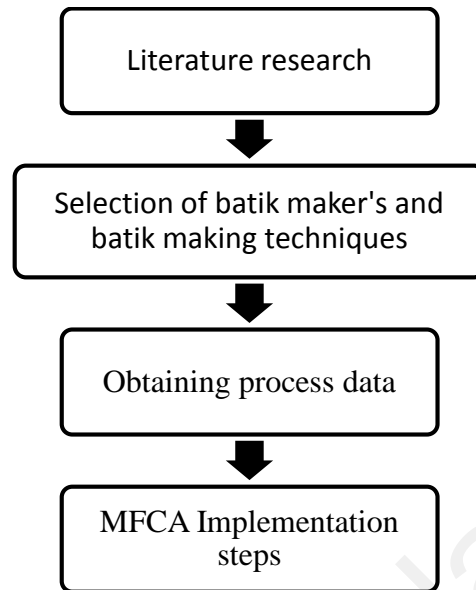 Literature research
Selection of batik maker's and
batik making techniques
Obtaining process data
MFCA Implementation
steps